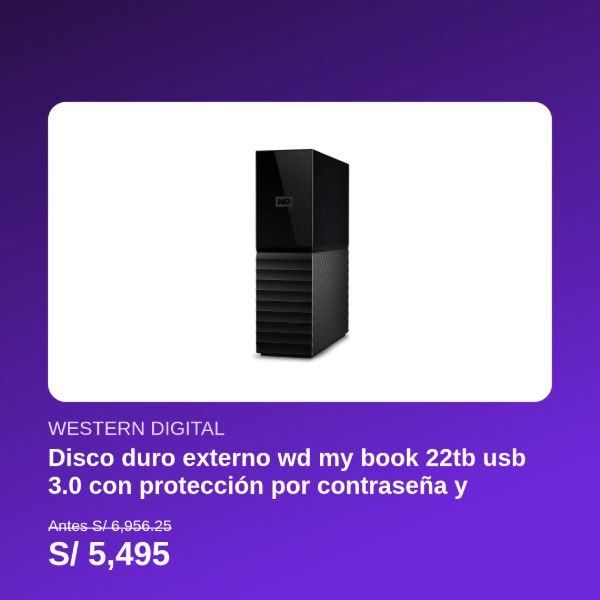 WD
WESTERN DIGITAL
Disco duro externo wd my book 22tb usb
3.0 con protección por contraseña y
Antes S/ 6,956.25
S/ 5,495